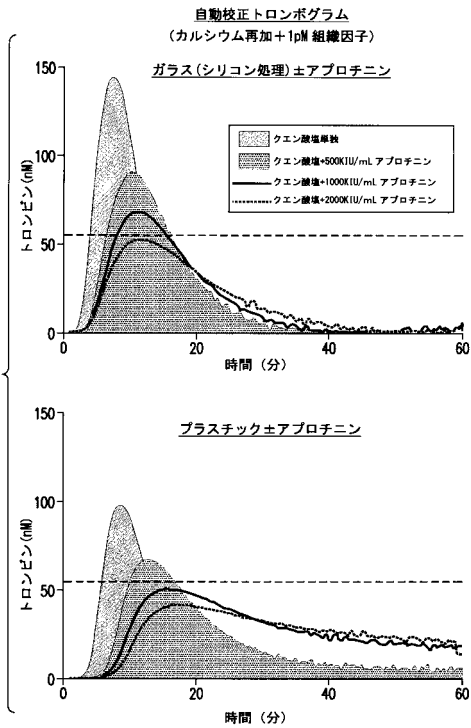 自動校正トロンボグラム
(カルシウム再加+1pM 組織因子)
ガラス(シリコン処理)±アプロチニン
150
100
50
0
トロンビン(nM)
クエン酸塩単独
クエン酸塩+500KIU/mL アプロチニン
クエン酸塩+1000KIU/mL アプロチニン
クエン酸塩+2000KIU/mL アプロチニン
0 20 40 60
時間 (分)
プラスチック±アプロチニン
150
100
50
0
トロンビン(nM)
0 20 40 60
時間 (分)